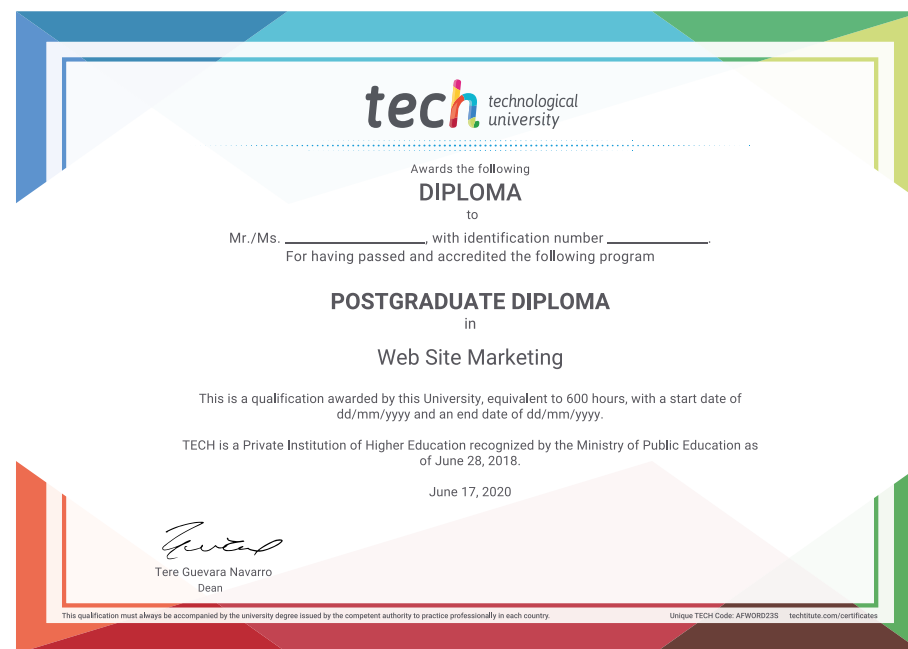 tech technological
university
Awards the following
DIPLOMA
to
Mr./Ms. ____________________, with identification number ______________.
For having passed and accredited the following program
POSTGRADUATE DIPLOMA
in
Web Site Marketing
This is a qualification awarded by this University, equivalent to 600 hours, with a start date of
dd/mm/yyyy and an end date of dd/mm/yyyy.
TECH is a Private Institution of Higher Education recognized by the Ministry of Public Education as
of June 28, 2018.
June 17, 2020
Tere Guevara Navarro
Dean
This qualification must always be accompanied by the university degree issued by the competent authority to practice professionally in each country. Unique TECH Code: AFWORD23S techtitute.com/certificates